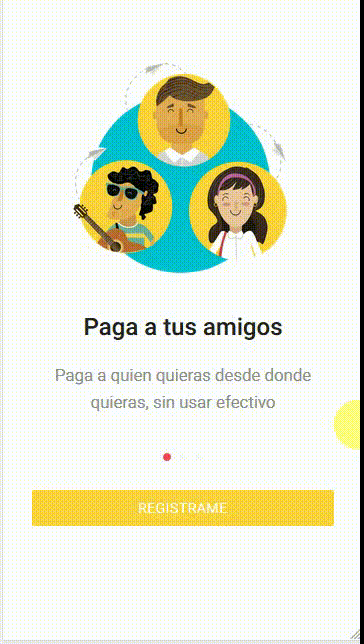 Paga a tus amigos
Paga a quien quieras desde donde
quieras, sin usar efectivo
REGISTRAME